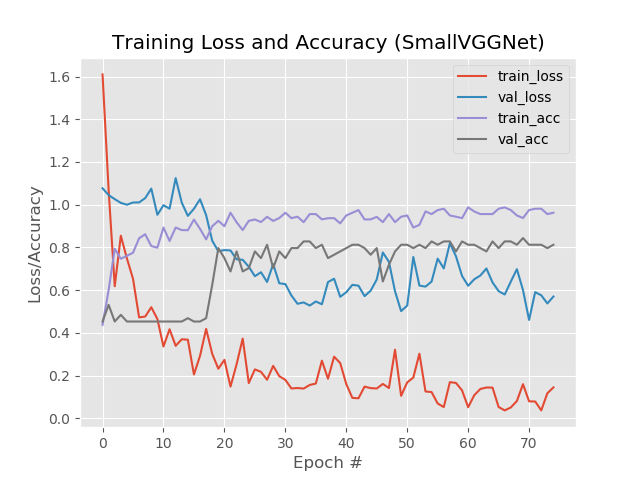 Training Loss and Accuracy (SmallVGGNet)
train_loss
val_loss
train_acc
val_acc
Loss/Accuracy
1.6
1.4
1.2
1.0
0.8
0.6
0.4
0.2
0.0
0 10 20 30 40 50 60 70
Epoch #